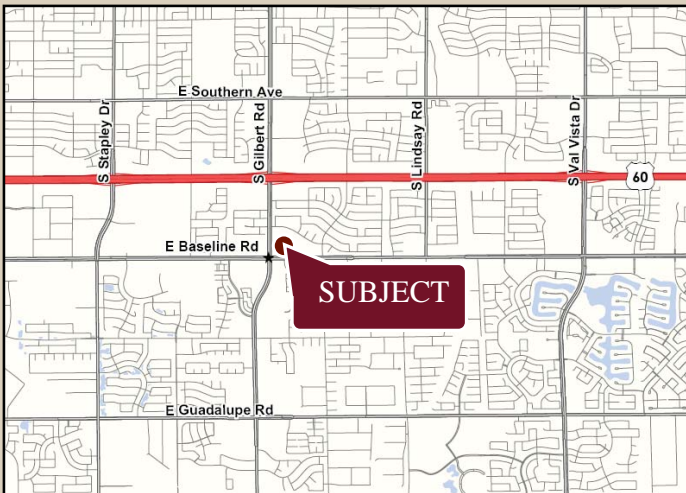 E Southern Ave
S Stapley Dr
S Gilbert Rd
S Lindsay Rd
S Val Vista Dr
60
E Baseline Rd
SUBJECT
E Guadalupe Rd